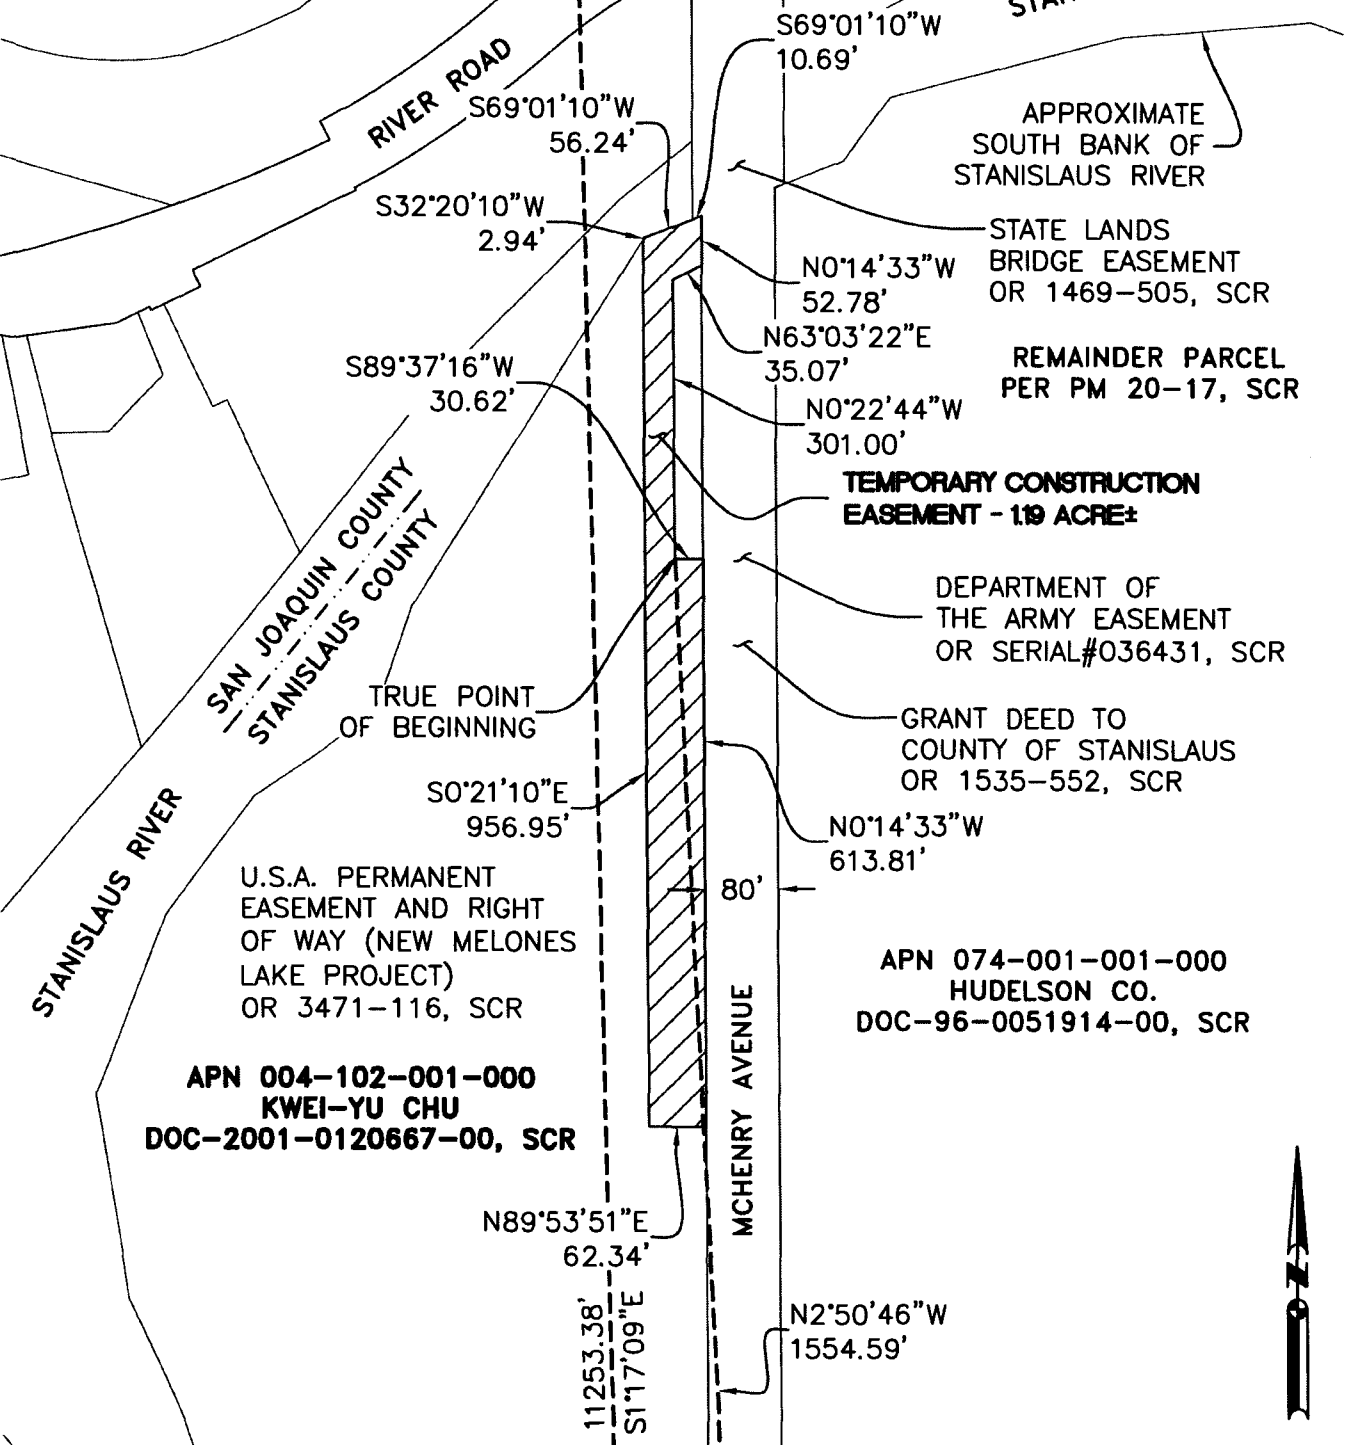 S69°01'10"W
10.69'
RIVER ROAD
S69°01'10"W
56.24'
APPROXIMATE
SOUTH BANK OF
STANISLAUS RIVER
S32°20'10"W
2.94'
STATE LANDS
BRIDGE EASEMENT
OR 1469-505, SCR
N0°14'33"W
52.78'
N63°03'22"E
35.07'
REMAINDER PARCEL
PER PM 20-17, SCR
S89°37'16"W
30.62'
N0°22'44"W
301.00'
TEMPORARY CONSTRUCTION
EASEMENT - 1.19 ACRE±
SAN JOAQUIN COUNTY
STANISLAUS COUNTY
DEPARTMENT OF
THE ARMY EASEMENT
OR SERIAL#036431, SCR
TRUE POINT
OF BEGINNING
GRANT DEED TO
COUNTY OF STANISLAUS
OR 1535-552, SCR
S0°21'10"E
956.95'
N0°14'33"W
613.81'
STANISLAUS RIVER
U.S.A. PERMANENT
EASEMENT AND RIGHT
OF WAY (NEW MELONES
LAKE PROJECT)
OR 3471-116, SCR
80'
APN 074-001-001-000
HUDELSON CO.
DOC-96-0051914-00, SCR
APN 004-102-001-000
KWEI-YU CHU
DOC-2001-0120667-00, SCR
MCHENRY AVENUE
N89°53'51"E
62.34'
11253.38'
S1°17'09"E
N2°50'46"W
1554.59'
N